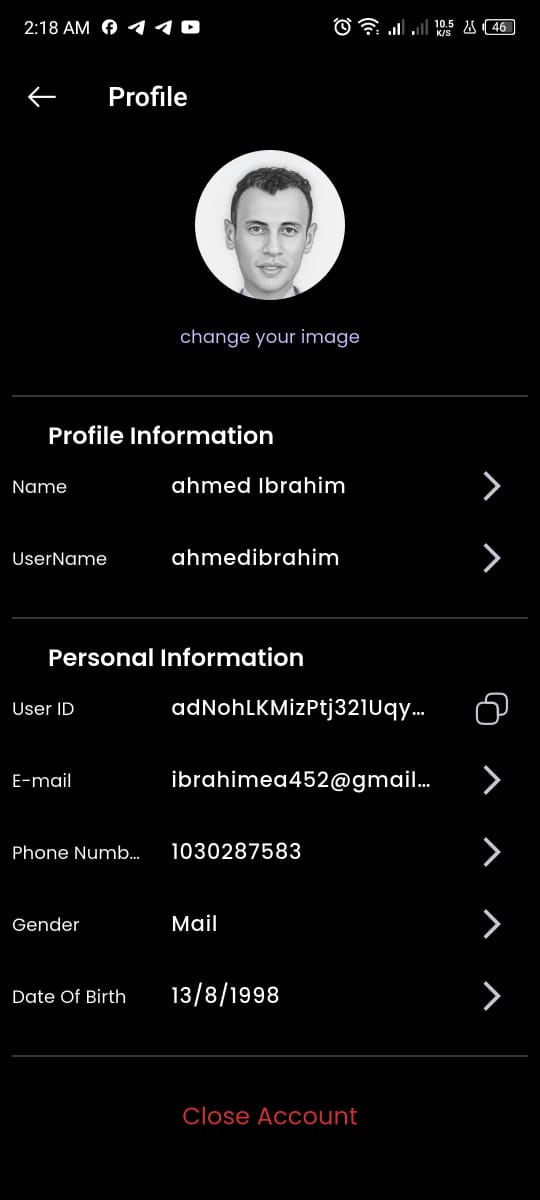 2:18 AM
10.5
K/S
46
Profile
change your image
Profile Information
Name ahmed Ibrahim
UserName ahmedibrahim
Personal Information
User ID adNohLKMizPtj321Uqy...
E-mail ibrahimea452@gmail...
Phone Numb... 1030287583
Gender Mail
Date Of Birth 13/8/1998
Close Account